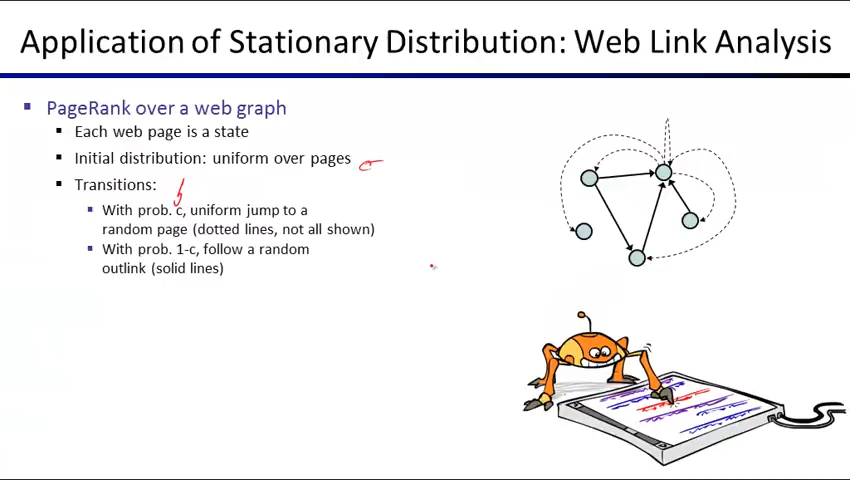 Application of Stationary Distribution: Web Link Analysis
PageRank over a web graph
Each web page is a state
Initial distribution: uniform over pages
Transitions:
With prob. c, uniform jump to a
random page (dotted lines, not all shown)
With prob. 1-c, follow a random
outlink (solid lines)